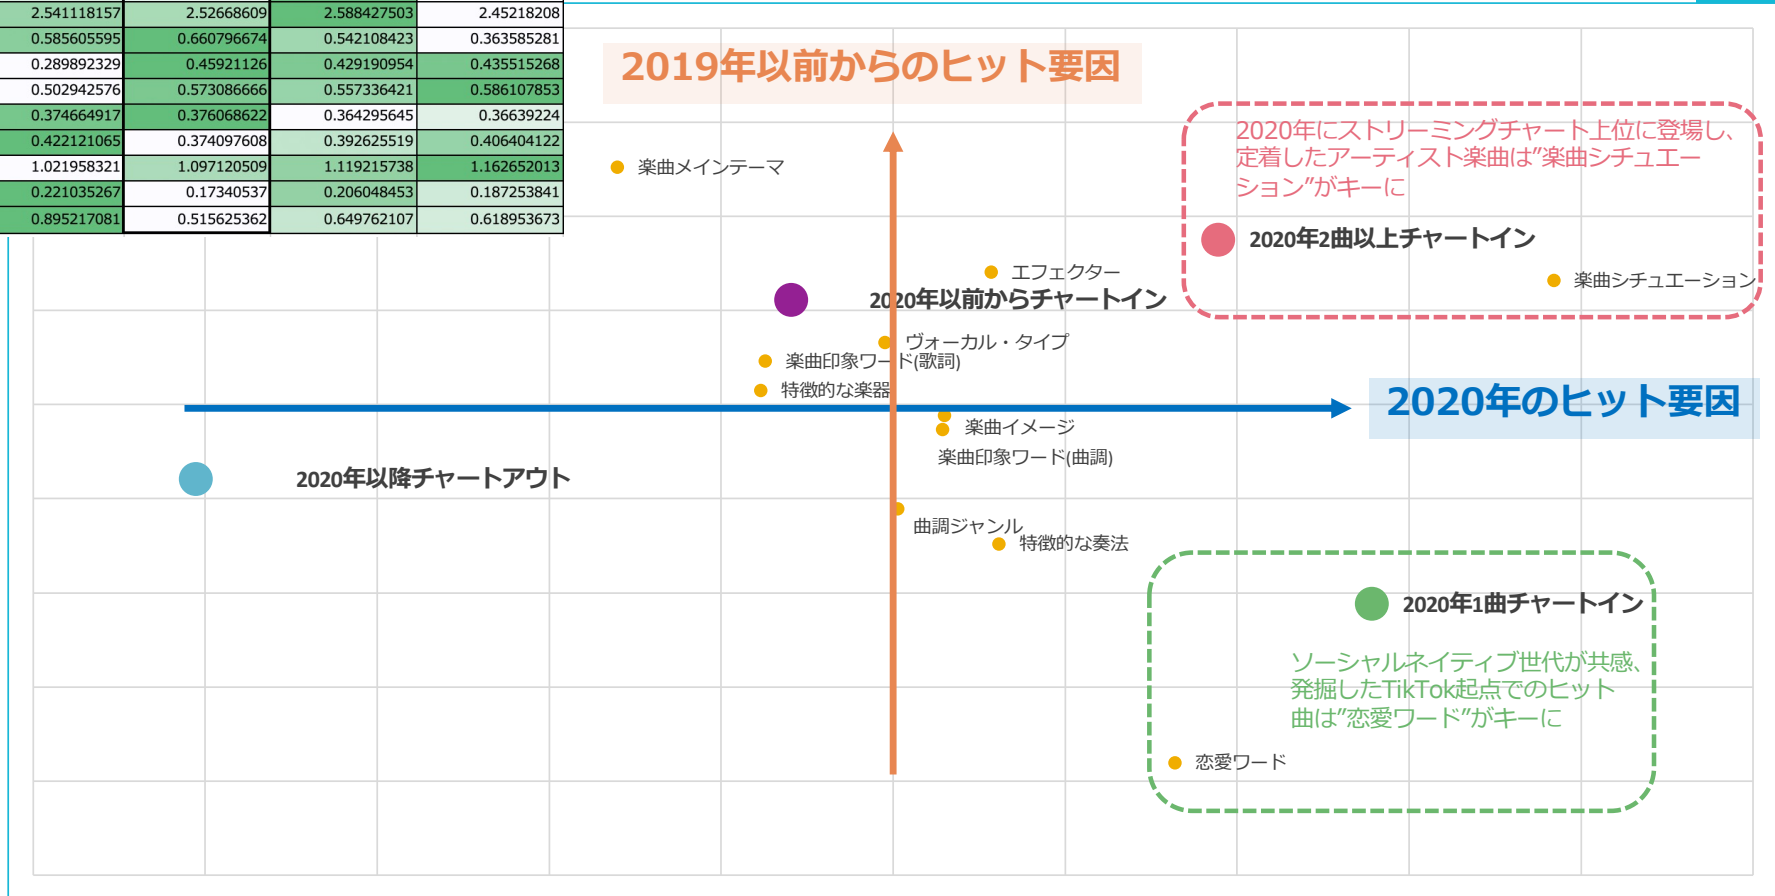 2.541118157 2.52668609 2.588427503 2.45218208
0.585605595 0.660796674 0.542108423 0.363585281
0.289892329 0.45921126 0.429190954 0.435515268
0.502942576 0.573086666 0.557336421 0.586107853
0.374664917 0.376068622 0.364295645 0.36639224
0.422121065 0.374097608 0.392625519 0.406404122
1.021958321 1.097120509 1.119215738 1.162652013
0.221035267 0.17340537 0.206048453 0.187253841
0.895217081 0.515625362 0.649762107 0.618953673
2019年以前からのヒット要因
2020年にストリーミングチャート上位に登場し、
定着したアーティスト楽曲は"楽曲シチュエー
ション"がキーに
楽曲メインテーマ
2020年2曲以上チャートイン
エフェクター
楽曲シチュエーション
2020年以前からチャートイン
ヴォーカル・タイプ
楽曲印象ワード(歌詞)
特徴的な楽器
2020年のヒット要因
楽曲イメージ
楽曲印象ワード(曲調)
2020年以降チャートアウト
曲調ジャンル
特徴的な奏法
2020年1曲チャートイン
ソーシャルネイティブ世代が共感、
発掘したTikTok起点でのヒット
曲は"恋愛ワード"がキーに
恋愛ワード